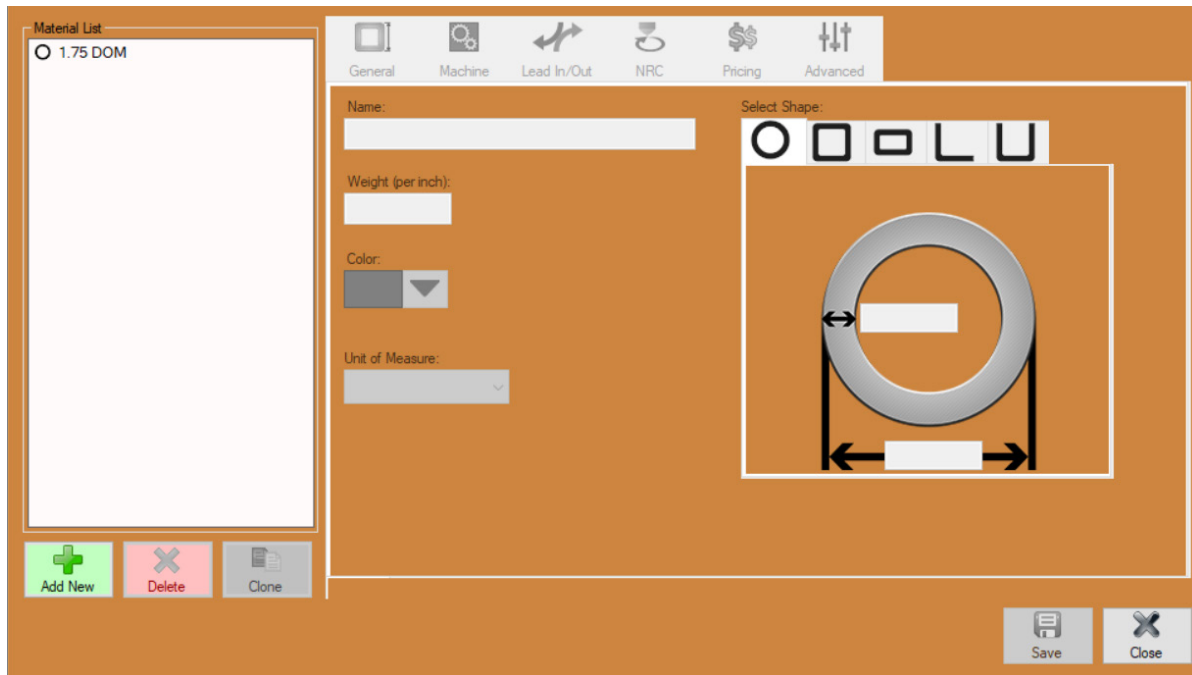 Material List
1.75 DOM
General Machine Lead In/Out NRC Pricing Advanced
Name:
Select Shape:
Weight (per inch):
Color:
Unit of Measure:
Add New Delete Clone
Save Close